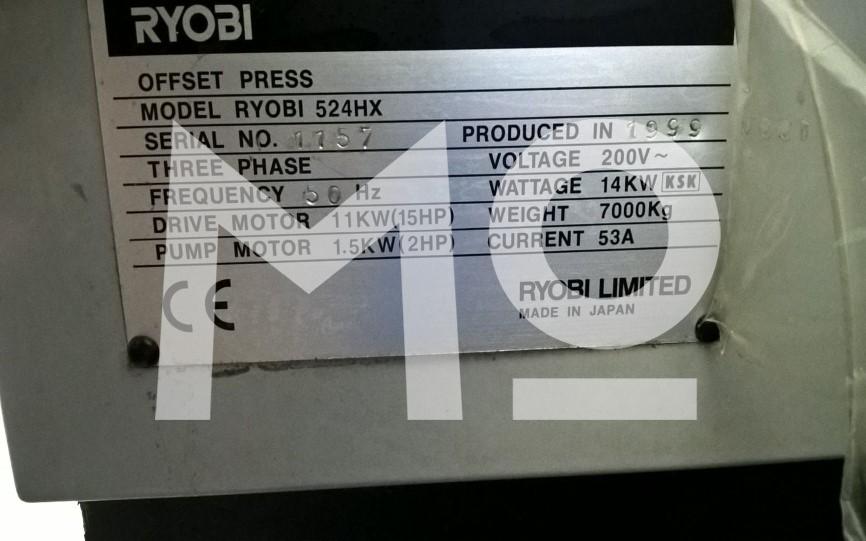 RYOBI
OFFSET PRESS
MODEL RYOBI 524HX
SERIAL NO. 1157 PRODUCED IN 1999
THREE PHASE VOLTAGE 200V~
FREQUENCY 50 Hz WATTAGE 14KW KSK
DRIVE MOTOR 11KW(15HP) WEIGHT 7000Kg
PUMP MOTOR 1.5KW(2HP) CURRENT 53A
CE RYOBI LIMITED
MADE IN JAPAN
Mo